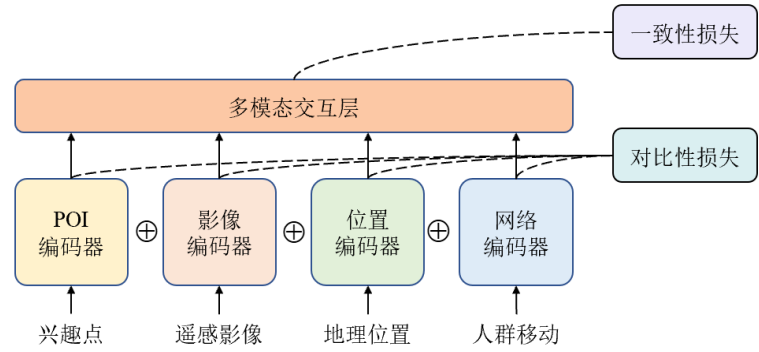 一致性损失
多模态交互层
对比性损失
POI
编码器
影像
编码器
位置
编码器
网络
编码器
兴趣点
遥感影像
地理位置
人群移动